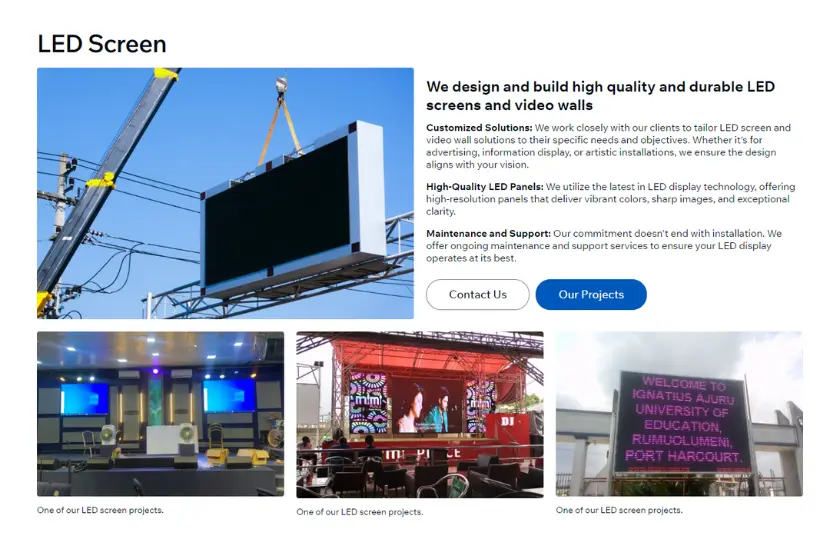 LED Screen
We design and build high quality and durable LED
screens and video walls
Customized Solutions: We work closely with our clients to tailor LED screen and
video wall solutions to their specific needs and objectives. Whether it's for
advertising, information display, or artistic installations, we ensure the design
aligns with your vision.
High-Quality LED Panels: We utilize the latest in LED display technology, offering
high-resolution panels that deliver vibrant colors, sharp images, and exceptional
clarity.
Maintenance and Support: Our commitment doesn't end with installation. We
offer ongoing maintenance and support services to ensure your LED display
operates at its best.
Contact Us
Our Projects
DJ
WELCOME TO
IGNATIUS AJURU
UNIVERSITY OF
EDUCATION,
RUMUOLUMENI,
PORT HARCOURT.
One of our LED screen projects.
One of our LED screen projects.
One of our LED screen projects.